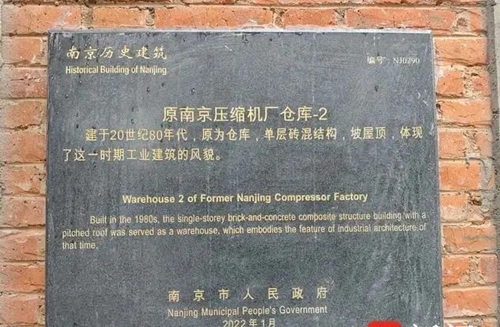 南京历史建筑
Historical Building of Nanjing
编号：NJ0290
原南京压缩机厂仓库-2
建于20世纪80年代，原为仓库，单层砖混结构，坡屋顶，体现
了这一时期工业建筑的风貌。
Warehouse 2 of Former Nanjing Compressor Factory
Built in the 1980s, the single-storey brick-and-concrete composite structure building with a
pitched roof was served as a warehouse, which embodies the feature of industrial architecture of
that time.
南京市人民政府
Nanjing Municipal People's Government
2022年1月